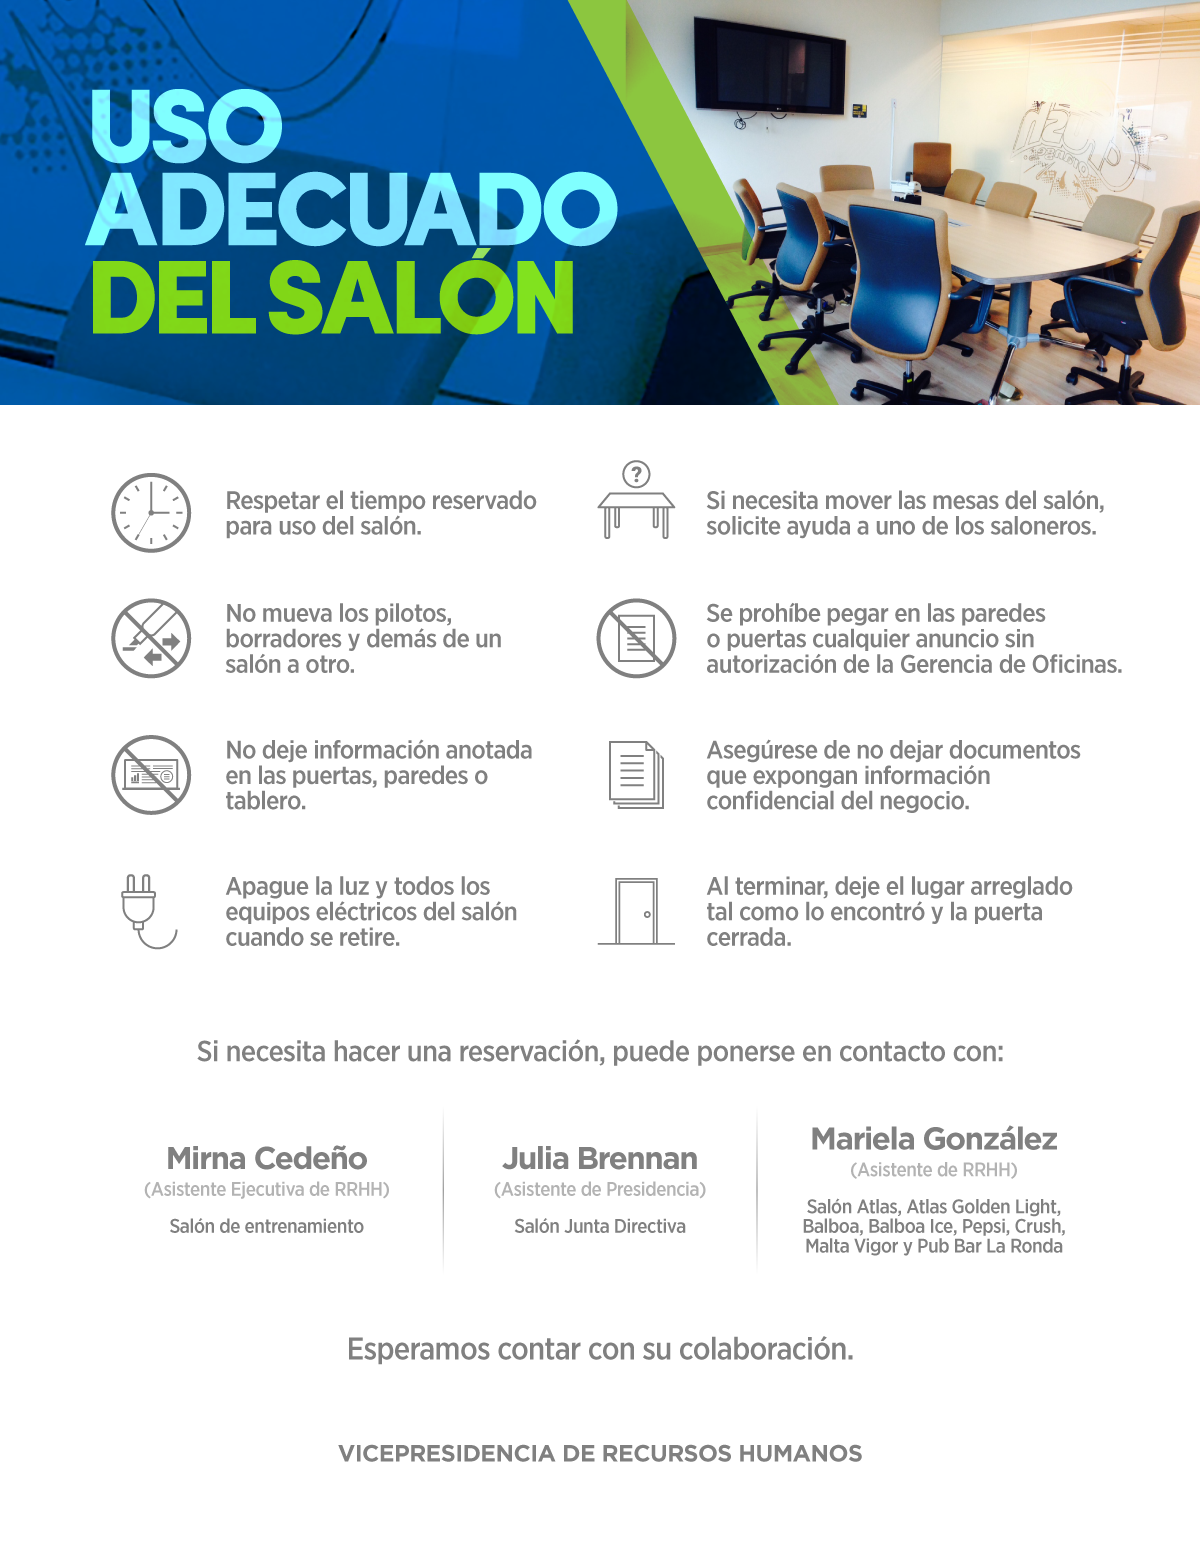 USO
ADECUADO
DEL SALÓN
Respetar el tiempo reservado
para uso del salón.
?
Si necesita mover las mesas del salón,
solicite ayuda a uno de los saloneros.
No mueva los pilotos,
borradores y demás de un
salón a otro.
Se prohíbe pegar en las paredes
o puertas cualquier anuncio sin
autorización de la Gerencia de Oficinas.
No deje información anotada
en las puertas, paredes o
tablero.
Asegúrese de no dejar documentos
que expongan información
confidencial del negocio.
Apague la luz y todos los
equipos eléctricos del salón
cuando se retire.
Al terminar, deje el lugar arreglado
tal como lo encontró y la puerta
cerrada.
Si necesita hacer una reservación, puede ponerse en contacto con:
Mirna Cedeño
(Asistente Ejecutiva de RRHH)
Salón de entrenamiento
Julia Brennan
(Asistente de Presidencia)
Salón Junta Directiva
Mariela González
(Asistente de RRHH)
Salón Atlas, Atlas Golden Light,
Balboa, Balboa Ice, Pepsi, Crush,
Malta Vigor y Pub Bar La Ronda
Esperamos contar con su colaboración.
VICEPRESIDENCIA DE RECURSOS HUMANOS